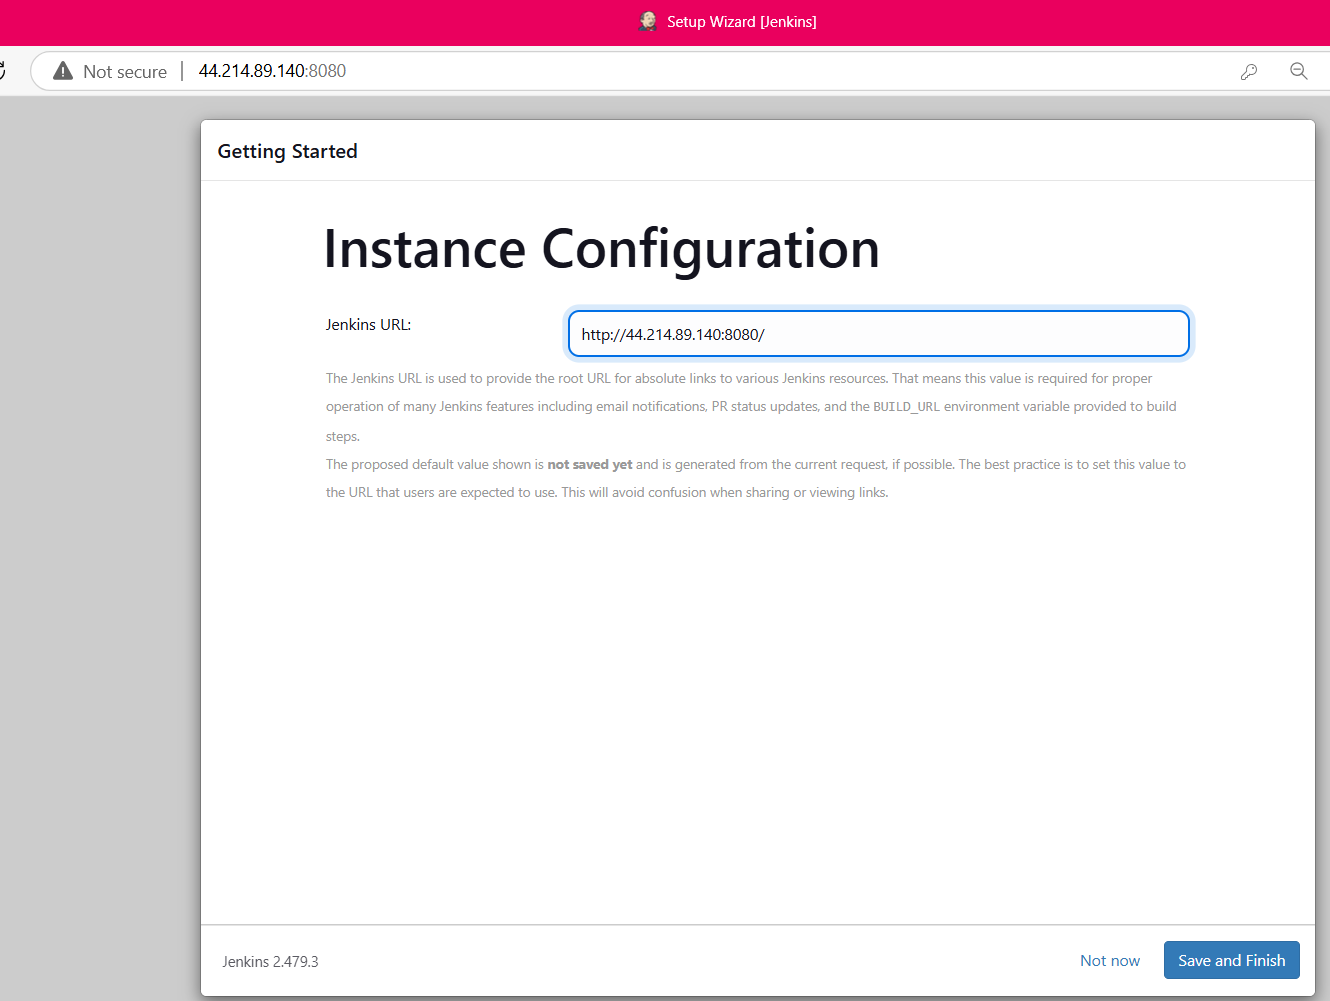 Setup Wizard [Jenkins]
Not secure | 44.214.89.140:8080
Getting Started
Instance Configuration
Jenkins URL:
http://44.214.89.140:8080/
The Jenkins URL is used to provide the root URL for absolute links to various Jenkins resources. That means this value is required for proper
operation of many Jenkins features including email notifications, PR status updates, and the BUILD_URL environment variable provided to build
steps.
The proposed default value shown is not saved yet and is generated from the current request, if possible. The best practice is to set this value to
the URL that users are expected to use. This will avoid confusion when sharing or viewing links.
Jenkins 2.479.3
Not now
Save and Finish